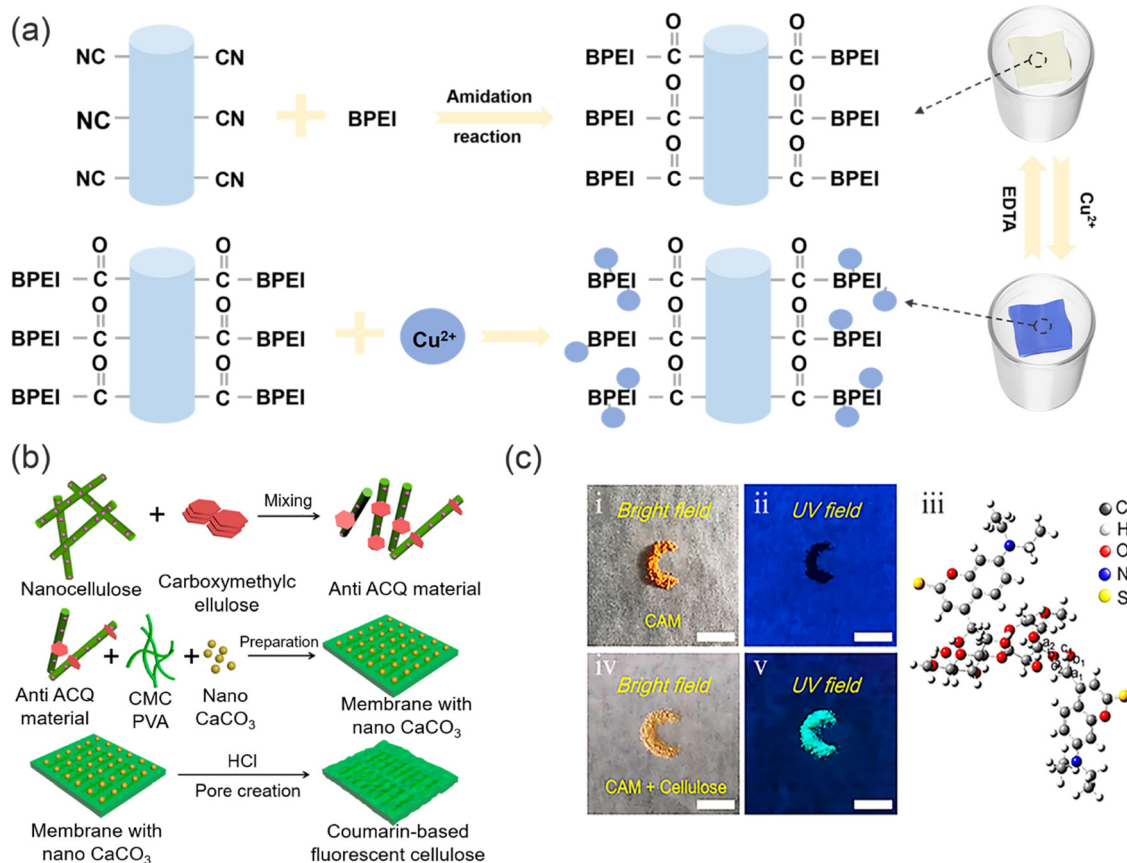 (a)
O O
BPEI C C BPEI
O O
BPEI C C BPEI
O O
BPEI C C BPEI
NC CN
NC CN
NC CN
BPEI
Amidation
reaction
EDTA
Cu2+
O O
BPEI C C BPEI
O O
BPEI C C BPEI
O O
BPEI C C BPEI
Cu2+
O O
BPEI C C BPEI
O O
BPEI C C BPEI
O O
BPEI C C BPEI
(b)
Nanocellulose
+
Carboxymethylc
ellulose
Mixing
Anti ACQ material
Anti ACQ
material
+
CMC
PVA
+
Nano
CaCO3
Preparation
Membrane with
nano CaCO3
Membrane with
nano CaCO3
HCl
Pore creation
Coumarin-based
fluorescent cellulose
(c)
i
Bright field
CAM
ii
UV field
iii
C
H
O
N
S
iv
Bright field
CAM + Cellulose
v
UV field